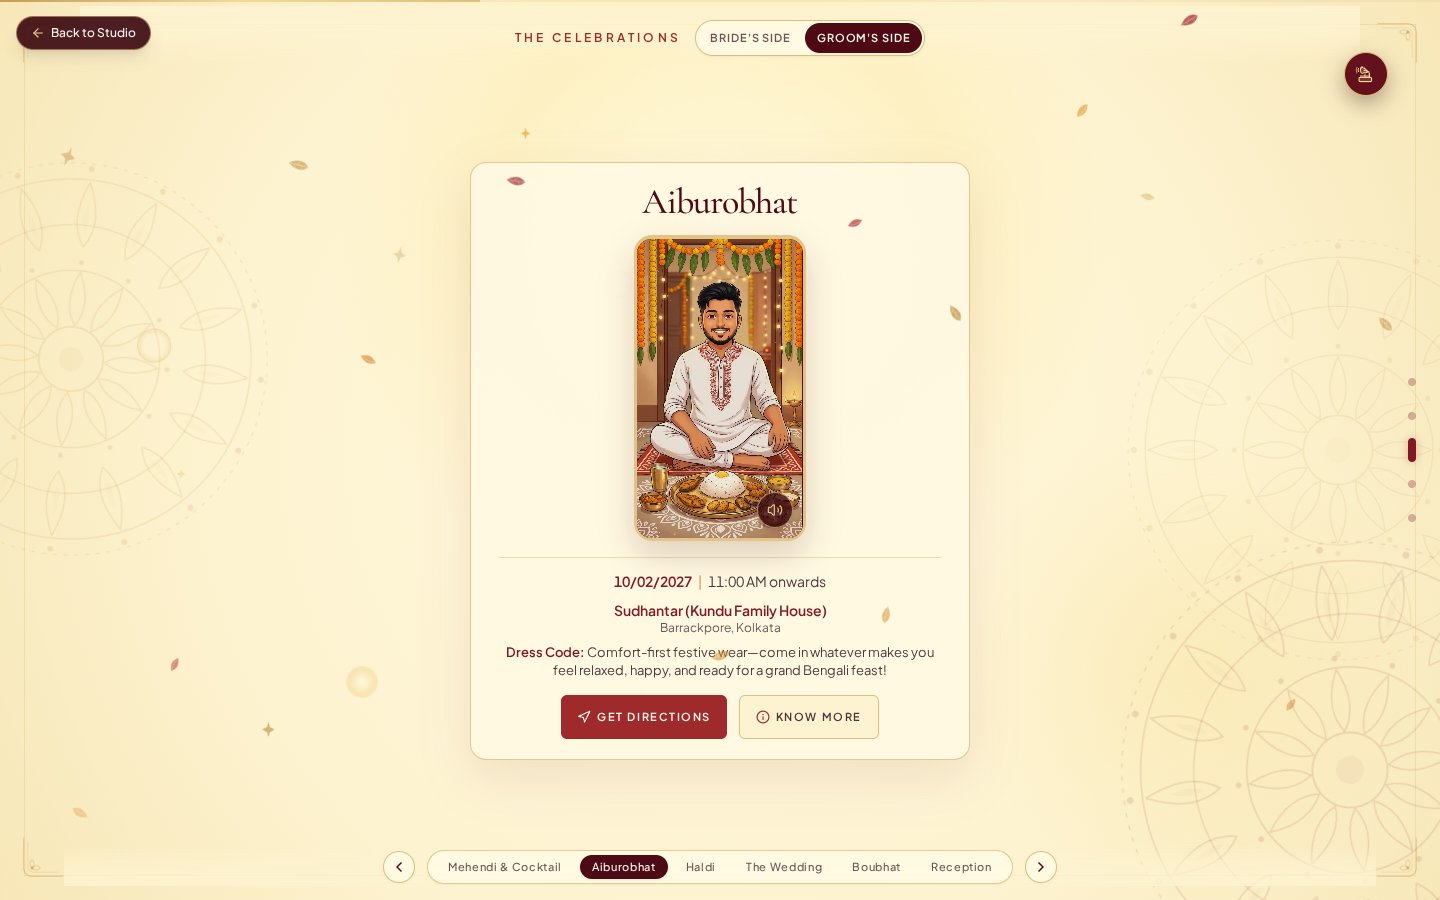 Back to Studio
THE CELEBRATIONS
BRIDE'S SIDE
GROOM'S SIDE
Aiburobhat
10/02/2027 | 11:00 AM onwards
Sudhantar (Kundu Family House)
Barrackpore, Kolkata
Dress Code: Comfort-first festive wear—come in whatever makes you
feel relaxed, happy, and ready for a grand Bengali feast!
GET DIRECTIONS
KNOW MORE
Mehendi & Cocktail
Aiburobhat
Haldi
The Wedding
Boubhat
Reception